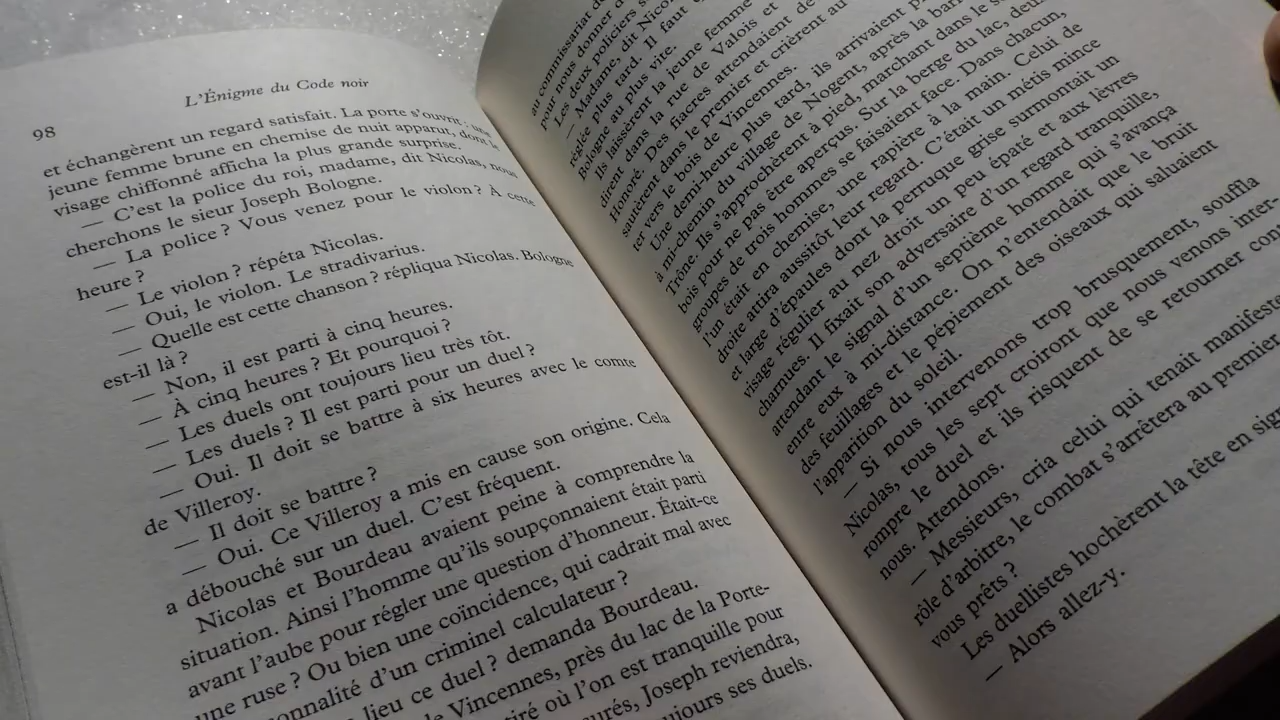 98
L'Énigme du Code noir
et échangèrent un regard satisfait. La porte s'ouvrit, une
jeune femme brune en chemise de nuit apparut, dont le
visage chiffonné afficha la plus grande surprise.
— C'est la police du roi, madame, dit Nicolas, nous
cherchons le sieur Joseph Bologne.
— La police ? Vous venez pour le violon ? À cette
heure ?
— Le violon ? répéta Nicolas.
— Oui, le violon. Le stradivarius.
— Quelle est cette chanson ? répliqua Nicolas. Bologne
est-il là ?
— Non, il est parti à cinq heures.
— À cinq heures ? Et pourquoi ?
— Les duels ont toujours lieu très tôt.
— Les duels ? Il est parti pour un duel ?
— Oui. Il doit se battre à six heures avec le comte
de Villeroy.
— Il doit se battre ?
— Oui. Ce Villeroy a mis en cause son origine. Cela
a débouché sur un duel. C'est fréquent.
Nicolas et Bourdeau avaient peine à comprendre la
situation. Ainsi l'homme qu'ils soupçonnaient était parti
avant l'aube pour régler une question d'honneur. Était-ce
une ruse ? Ou bien une coïncidence, qui cadrait mal avec
d'un criminel calculateur ?
lieu ce duel ? demanda Bourdeau.
Vincennes, près du lac de la Porte-
où l'on est tranquille pour
Joseph reviendra,
ses duels.
au commissariat
pour vous donner
Les deux policiers
— Madame, dit Nicolas
réglée plus tard. Il faut
Bologne au plus vite.
Ils laissèrent la jeune femme
dirent dans la rue de Valois et
Honoré. Des fiacres attendaient
sautèrent dans le premier et crièrent au
vers le bois de Vincennes.
Une demi-heure plus tard, ils arrivaient
à mi-chemin du village de Nogent, après la
Trône. Ils s'approchèrent à pied, marchant dans le
bois pour ne pas être aperçus. Sur la berge du lac, deux
groupes de trois hommes se faisaient face. Dans chacun,
l'un était en chemise, une rapière à la main. Celui de
droite attira aussitôt leur regard. C'était un métis mince
et large d'épaules dont la perruque grise surmontait un
visage régulier au nez droit un peu épaté et aux lèvres
charnues. Il fixait son adversaire d'un regard tranquille,
attendant le signal d'un septième homme qui s'avança
entre eux à mi-distance. On n'entendait que le bruit
des feuillages et le pépiement des oiseaux qui saluaient
l'apparition du soleil.
— Si nous intervenons trop brusquement, souffla
Nicolas, tous les sept croiront que nous venons inter-
rompre le duel et ils risquent de se retourner
nous. Attendons.
— Messieurs, cria celui qui tenait
rôle d'arbitre, le combat s'arrêtera au premier
vous prêts ?
Les duellistes hochèrent la tête en
— Alors allez-y.